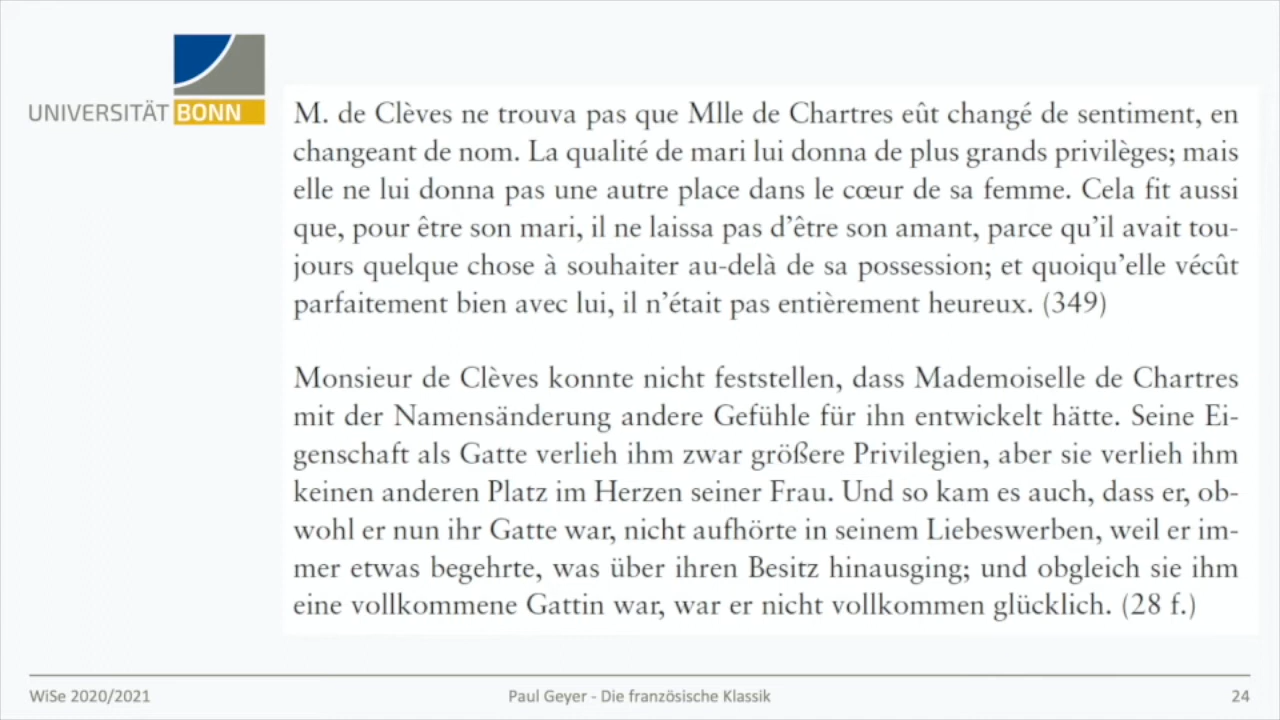 UNIVERSITÄT BONN
M. de Clèves ne trouva pas que Mlle de Chartres eût changé de sentiment, en
changeant de nom. La qualité de mari lui donna de plus grands privilèges; mais
elle ne lui donna pas une autre place dans le cœur de sa femme. Cela fit aussi
que, pour être son mari, il ne laissa pas d’être son amant, parce qu’il avait tou-
jours quelque chose à souhaiter au-delà de sa possession; et quoiqu’elle vécût
parfaitement bien avec lui, il n’était pas entièrement heureux. (349)
Monsieur de Clèves konnte nicht feststellen, dass Mademoiselle de Chartres
mit der Namensänderung andere Gefühle für ihn entwickelt hätte. Seine Ei-
genschaft als Gatte verlieh ihm zwar größere Privilegien, aber sie verlieh ihm
keinen anderen Platz im Herzen seiner Frau. Und so kam es auch, dass er, ob-
wohl er nun ihr Gatte war, nicht aufhörte in seinem Liebeswerben, weil er im-
mer etwas begehrte, was über ihren Besitz hinausging; und obgleich sie ihm
eine vollkommene Gattin war, war er nicht vollkommen glücklich. (28 f.)
WiSe 2020/2021
Paul Geyer - Die französische Klassik
24